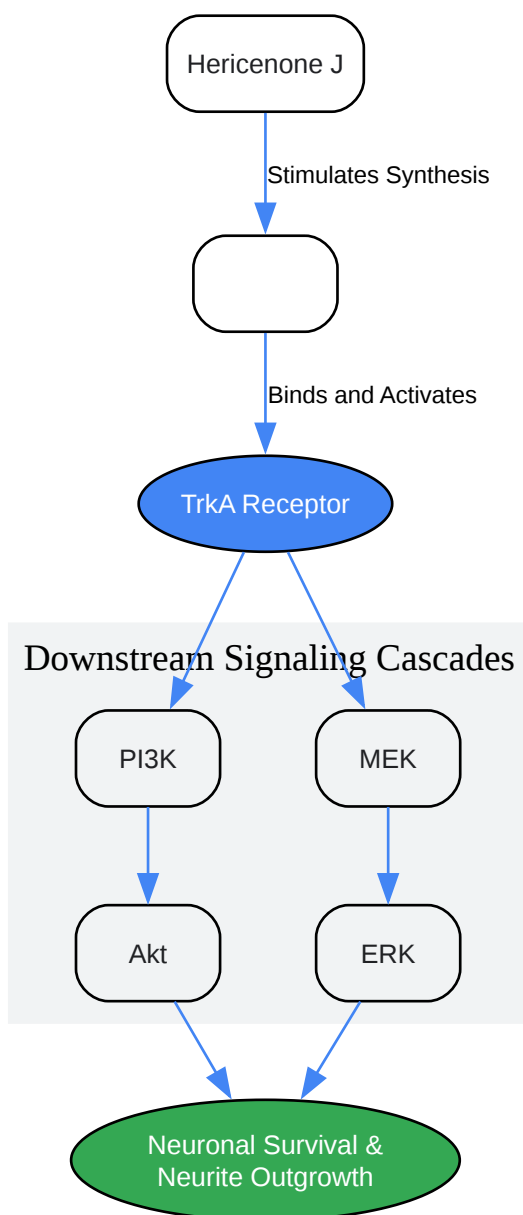 Hericenone J
Stimulates Synthesis
Binds and Activates
TrkA Receptor
Downstream Signaling Cascades
PI3K
MEK
Akt
ERK
Neuronal Survival &
Neurite Outgrowth